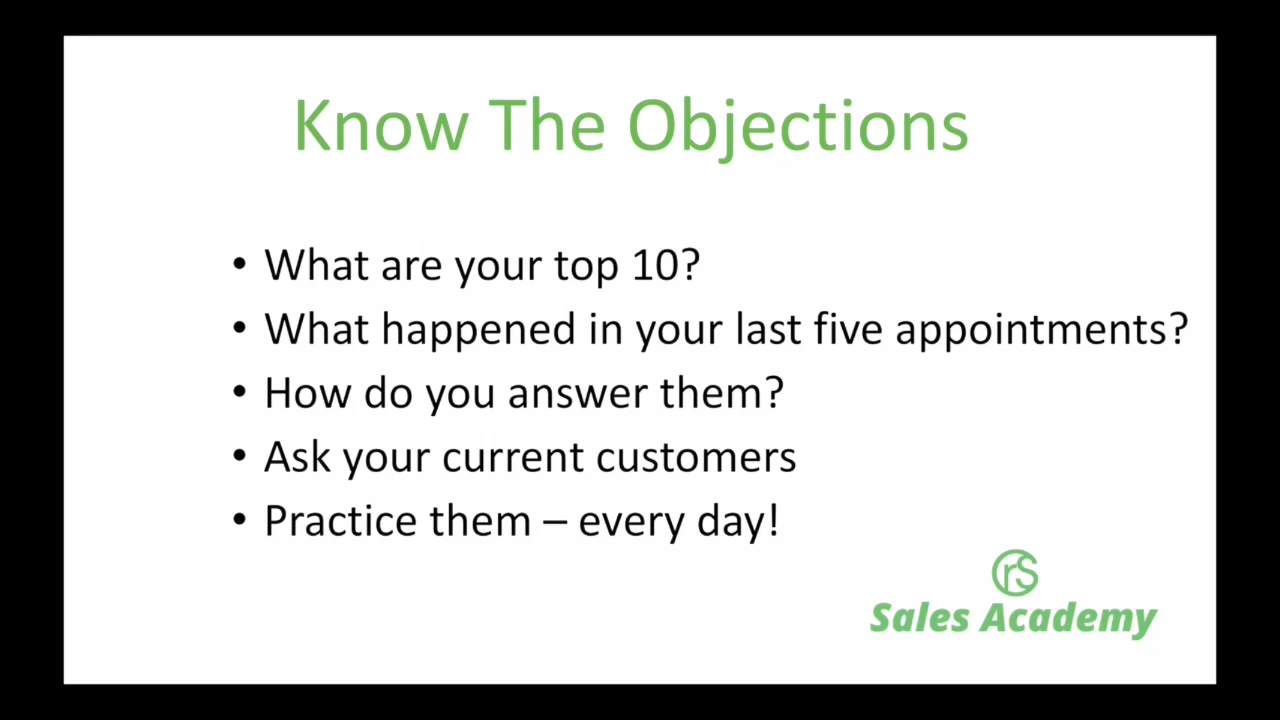 Know The Objections
• What are your top 10?
• What happened in your last five appointments?
• How do you answer them?
• Ask your current customers
• Practice them – every day!
rS
Sales Academy